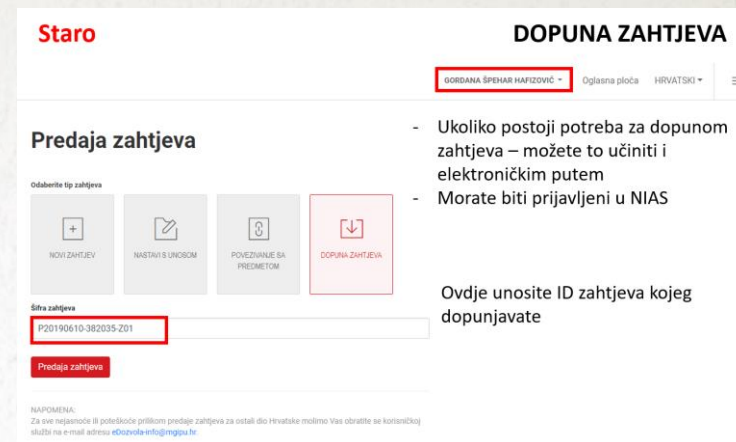 Staro
DOPUNA ZAHTJEVA
GORDANA ŠPEHAR HAFIZOVIĆ
Oglasna ploča
HRVATSKI
Predaja zahtjeva
Odaberite tip zahtjeva
NOVI ZAHTJEV
NASTAVI S UNOSOM
POVEZIVANJE SA
PREDMETOM
DOPUNA ZAHTJEVA
Šifra zahtjeva
P20190610-382035-Z01
Predaja zahtjeva
NAPOMENA:
Za sve nejasnoće ili poteškoće prilikom predaje zahtjeva za ostali dio Hrvatske molimo Vas obratite se korisničkoj
službi na e-mail adresu eDozvola-info@mgipu.hr.
- Ukoliko postoji potreba za dopunom
zahtjeva – možete to učiniti i
elektroničkim putem
- Morate biti prijavljeni u NIAS
Ovdje unosite ID zahtjeva kojeg
dopunjavate